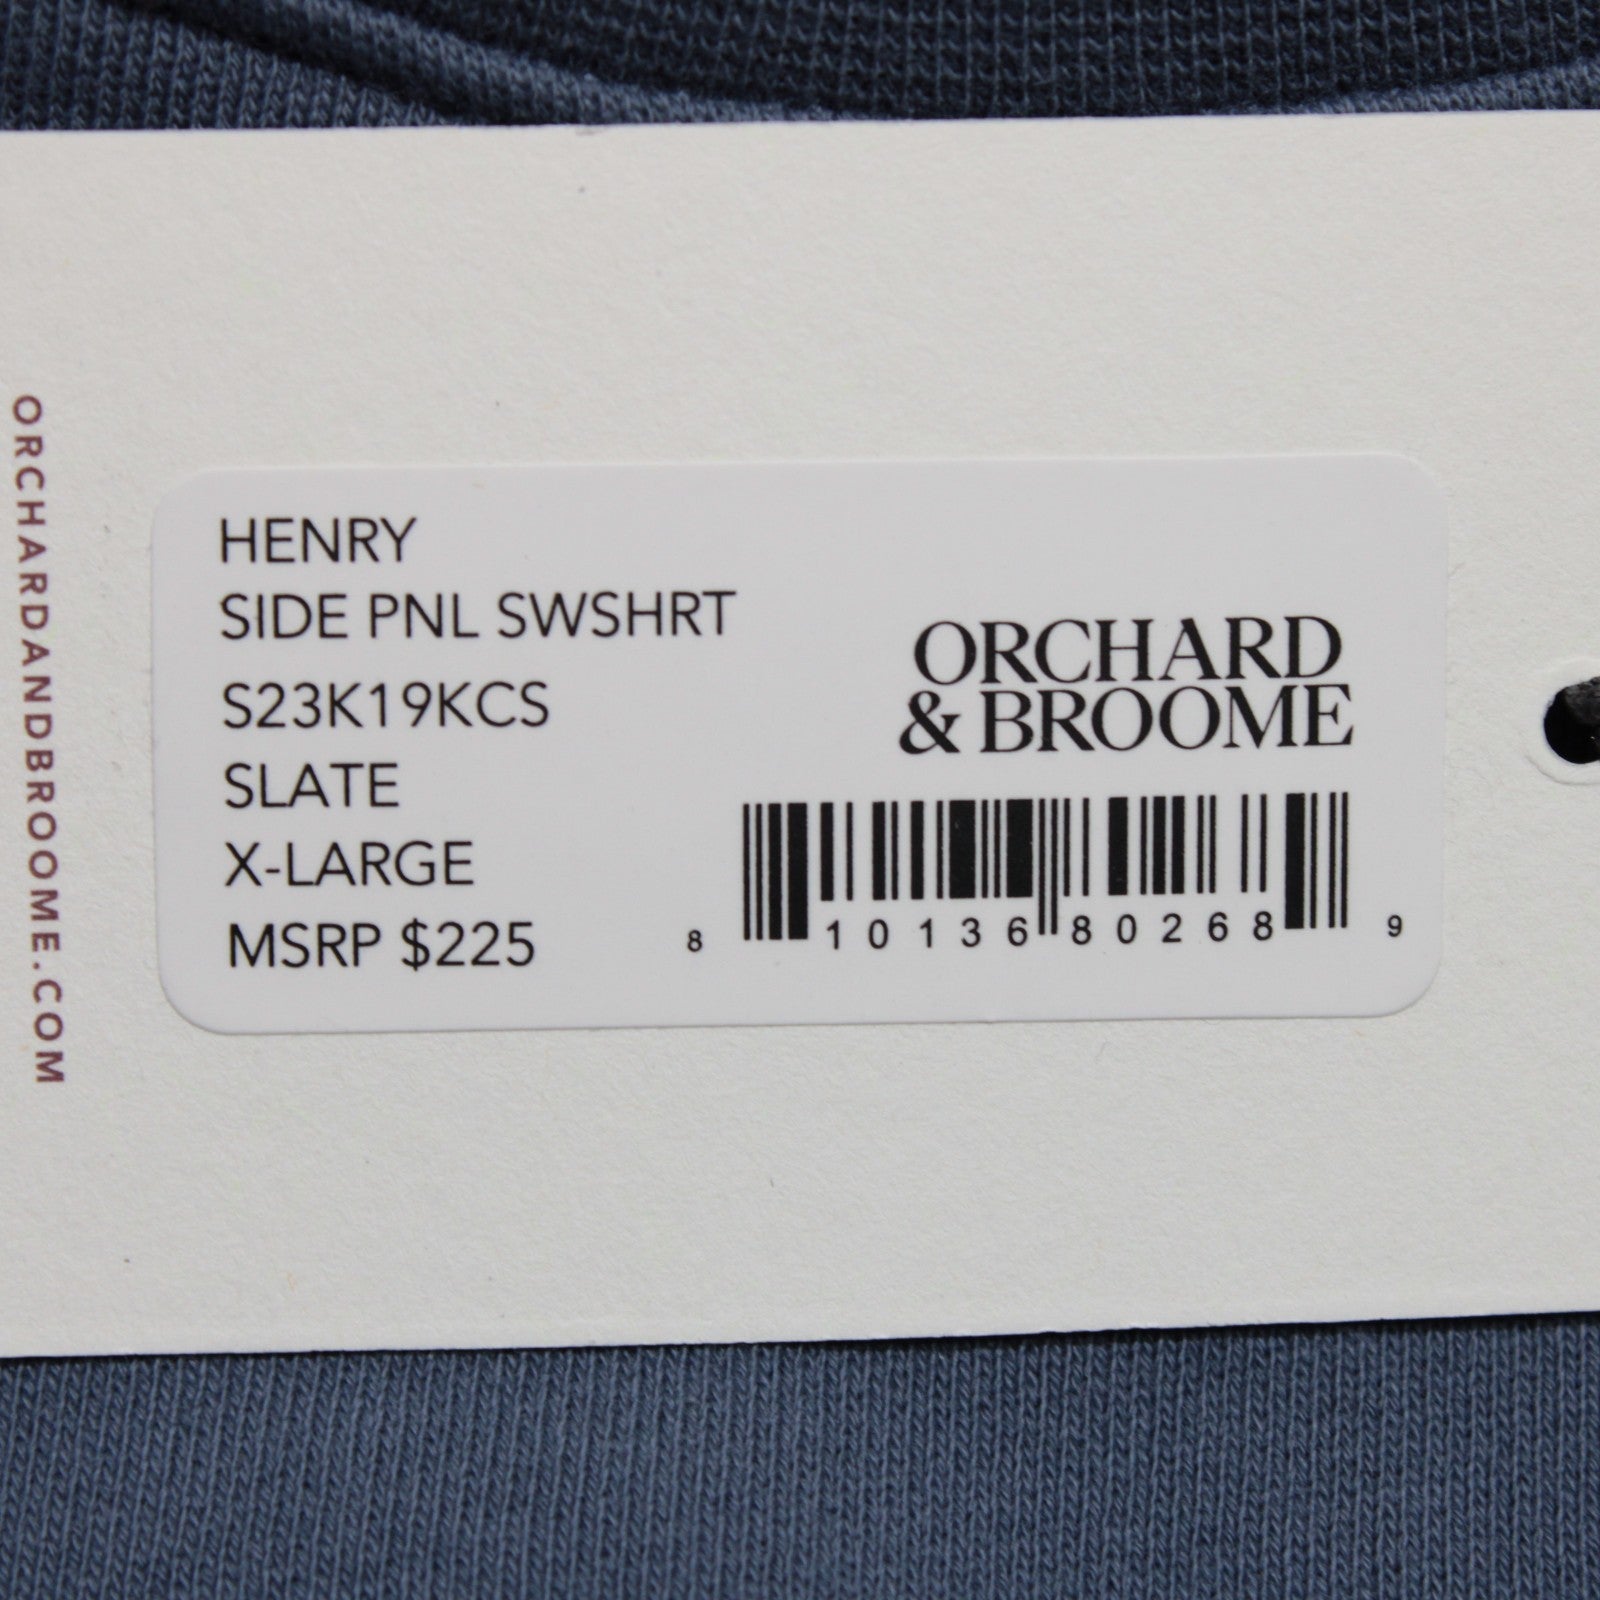 ORCHARDANDBROOME.COM
HENRY
SIDE PNL SWSHRT
S23K19KCS
SLATE
X-LARGE
MSRP $225
ORCHARD
& BROOME
8 10136 80268 9